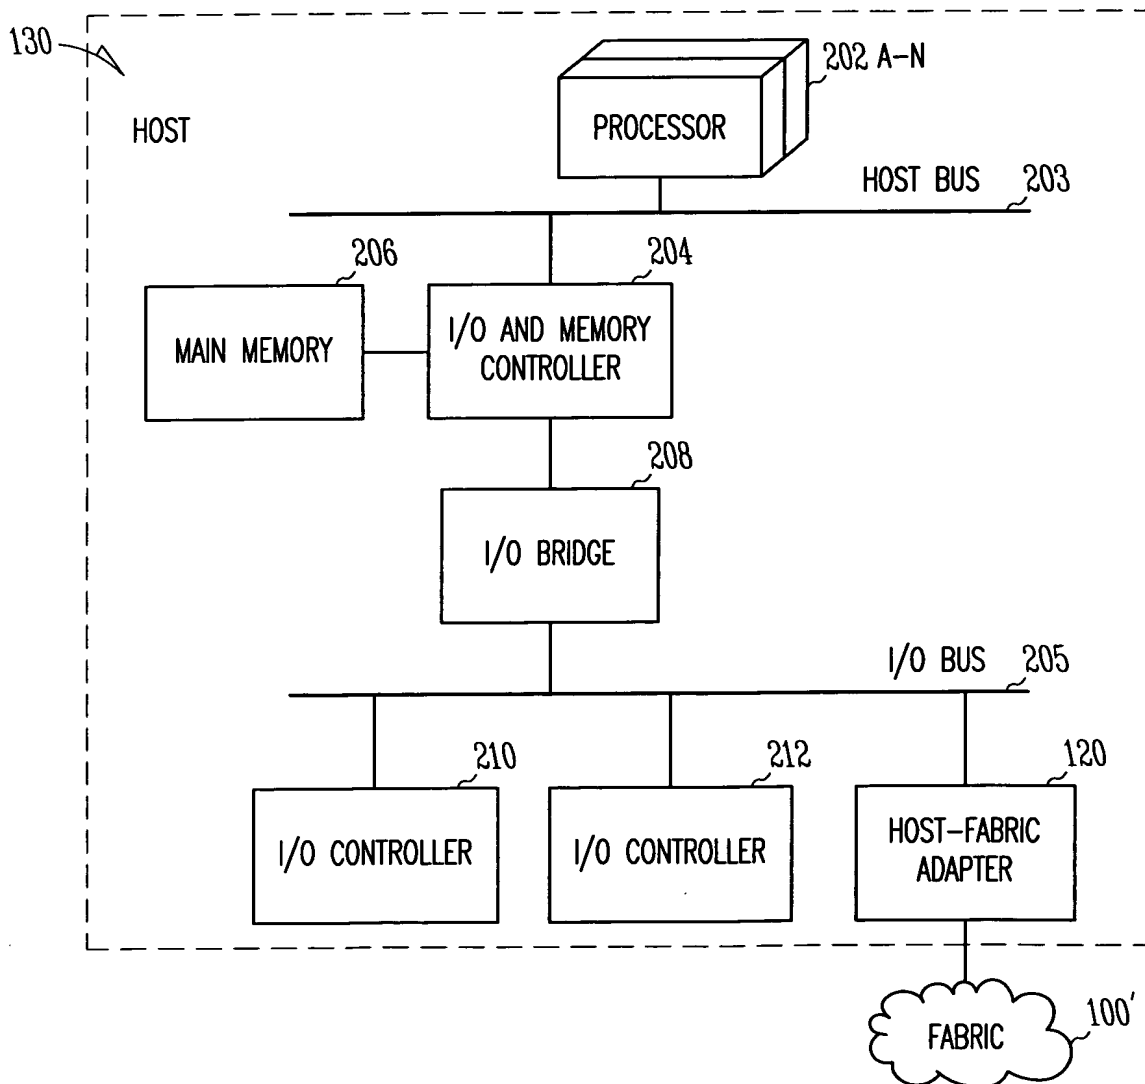 130
HOST
202 A-N
PROCESSOR
HOST BUS
203
206
204
MAIN MEMORY
I/O AND MEMORY
CONTROLLER
208
I/O BRIDGE
I/O BUS
205
210
212
120
I/O CONTROLLER
I/O CONTROLLER
HOST-FABRIC
ADAPTER
FABRIC
100'